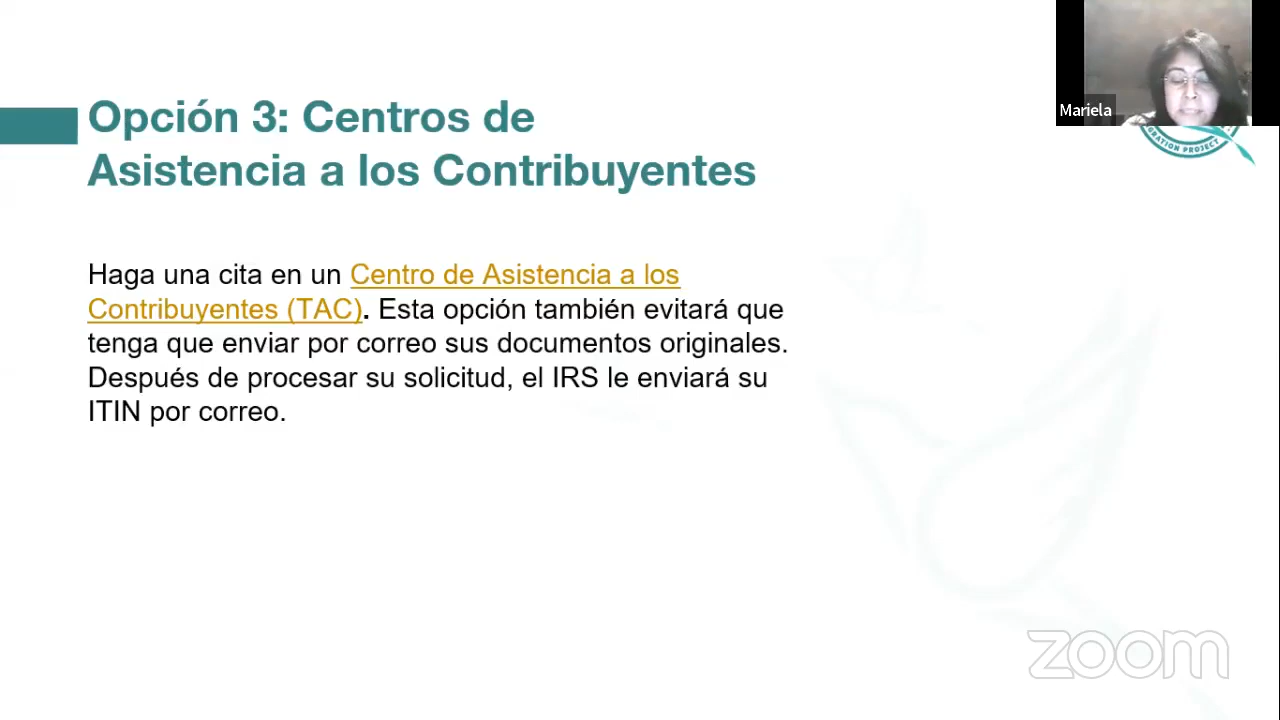 Opción 3: Centros de
Asistencia a los Contribuyentes
Haga una cita en un Centro de Asistencia a los
Contribuyentes (TAC). Esta opción también evitará que
tenga que enviar por correo sus documentos originales.
Después de procesar su solicitud, el IRS le enviará su
ITIN por correo.
Mariela
PROJECT
zoom